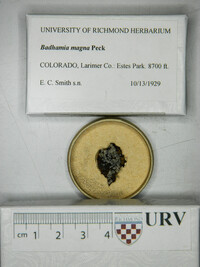 UNIVERSITY OF RICHMOND HERBARIUM
Badhamia magna Peck
COLORADO, Larimer Co.: Estes Park. 8700 ft.
E. C. Smith s.n. 10/13/1929
cm 1 2 3 4 URV